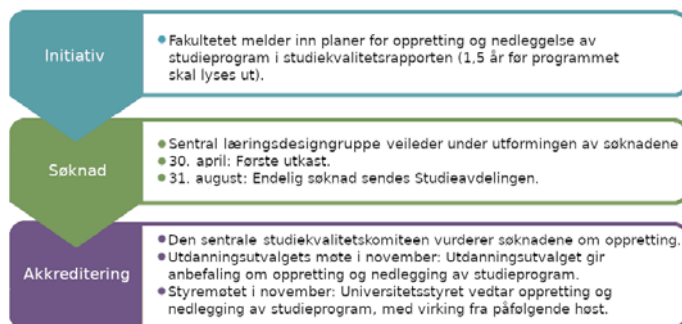 Initiativ
• Fakultetet melder inn planer for oppretting og nedleggelse av
studieprogram i studiekvalitetsrapporten (1,5 år før programmet
skal lyses ut).
Søknad
• Sentral læringsdesigngruppe veileder under utformingen av søknadene
• 30. april: Første utkast.
• 31. august: Endelig søknad sendes Studieavdelingen.
Akkreditering
• Den sentrale studiekvalitetskomiteen vurderer søknadene om oppretting.
• Utdanningsutvalgets møte i november: Utdanningsutvalget gir
anbefaling om oppretting og nedlegging av studieprogram.
• Styremøtet i november: Universitetsstyret vedtar oppretting og
nedlegging av studieprogram, med virking fra påfølgende høst.